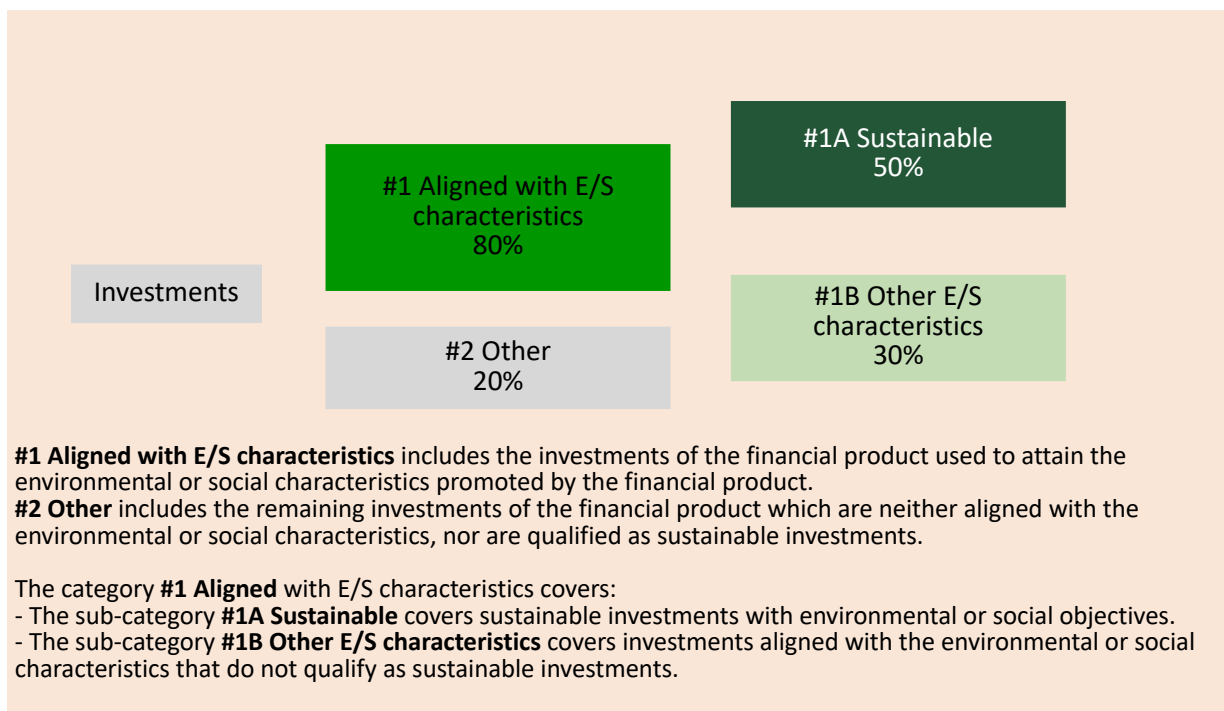 #1A Sustainable
50%
#1 Aligned with E/S
characteristics
80%
Investments
#1B Other E/S
characteristics
30%
#2 Other
20%
#1 Aligned with E/S characteristics includes the investments of the financial product used to attain the
environmental or social characteristics promoted by the financial product.
#2 Other includes the remaining investments of the financial product which are neither aligned with the
environmental or social characteristics, nor are qualified as sustainable investments.
The category #1 Aligned with E/S characteristics covers:
- The sub-category #1A Sustainable covers sustainable investments with environmental or social objectives.
- The sub-category #1B Other E/S characteristics covers investments aligned with the environmental or social
characteristics that do not qualify as sustainable investments.